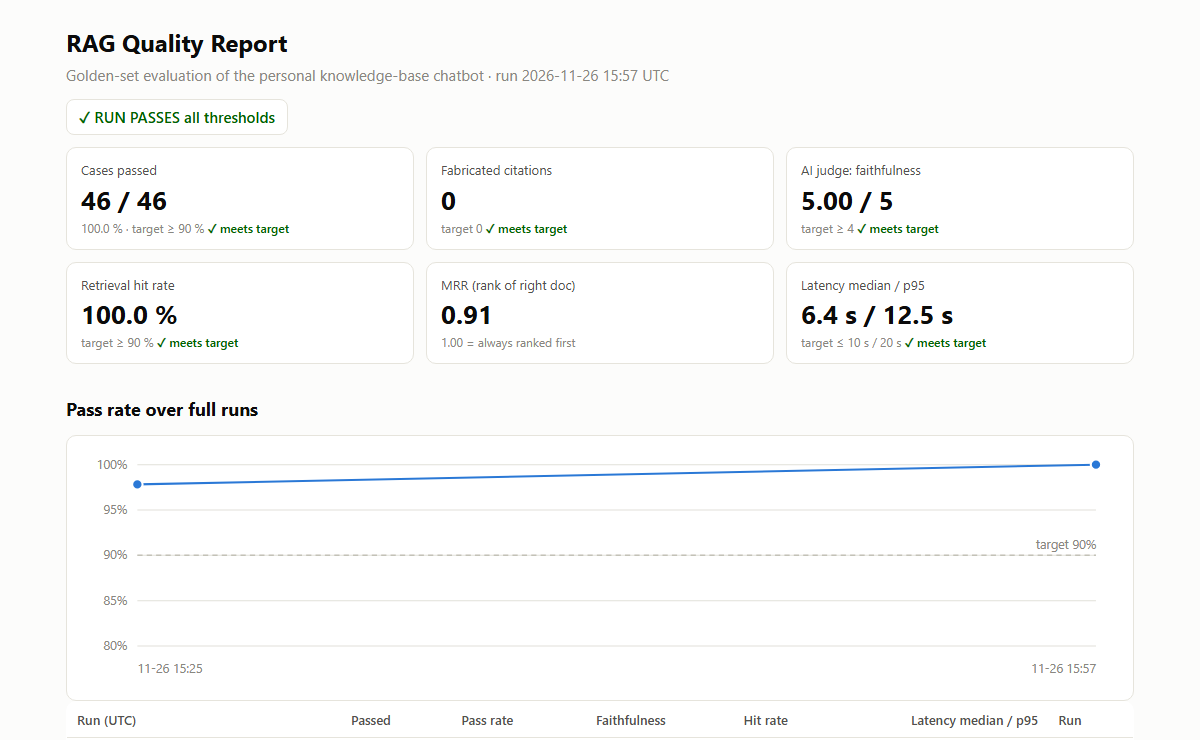 RAG Quality Report
Golden-set evaluation of the personal knowledge-base chatbot · run 2026-11-26 15:57 UTC
✓ RUN PASSES all thresholds
Cases passed
46 / 46
100.0 % · target ≥ 90 % ✓ meets target
Fabricated citations
0
target 0 ✓ meets target
AI judge: faithfulness
5.00 / 5
target ≥ 4 ✓ meets target
Retrieval hit rate
100.0 %
target ≥ 90 % ✓ meets target
MRR (rank of right doc)
0.91
1.00 = always ranked first
Latency median / p95
6.4 s / 12.5 s
target ≤ 10 s / 20 s ✓ meets target
Pass rate over full runs
100%
95%
target 90%
90%
85%
80%
11-26 15:25 11-26 15:57
Run (UTC) Passed Pass rate Faithfulness Hit rate Latency median / p95 Run